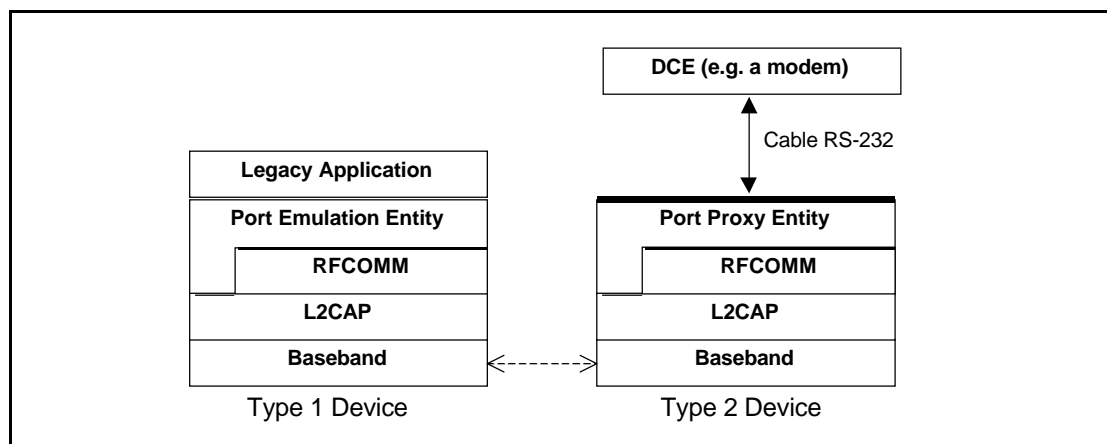 DCE (e.g. a modem)
Cable RS-232
Legacy Application
Port Emulation Entity
RFCOMM
L2CAP
Baseband
Type 1 Device
Port Proxy Entity
RFCOMM
L2CAP
Baseband
Type 2 Device